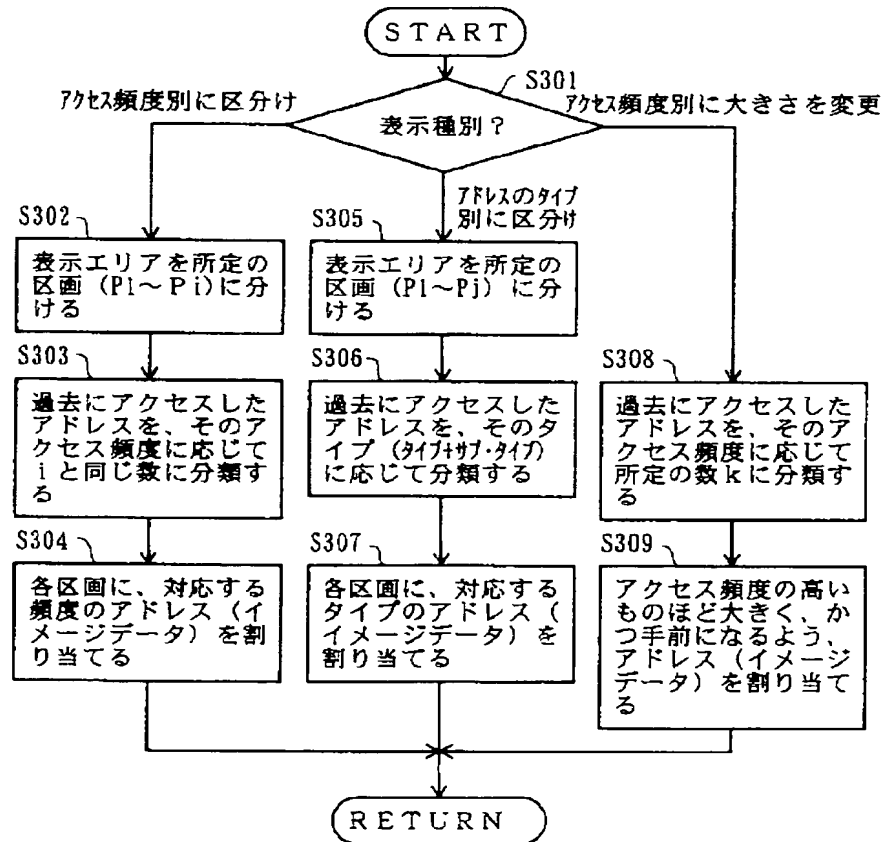 START
S301
アクセス頻度別に区分け
アクセス頻度別に大きさを変更
表示種別？
アドレスのタイプ
別に区分け
S302
表示エリアを所定の
区画（P1～Pi）に分
ける
S305
表示エリアを所定の
区画（P1～Pj）に分
ける
S303
過去にアクセスした
アドレスを、そのア
クセス頻度に応じて
iと同じ数に分類す
る
S306
過去にアクセスした
アドレスを、そのタ
イプ（タイプ+サブ・タイプ）
に応じて分類する
S308
過去にアクセスした
アドレスを、そのア
クセス頻度に応じて
所定の数kに分類す
る
S304
各区画に、対応する
頻度のアドレス（イ
メージデータ）を割
り当てる
S307
各区画に、対応する
タイプのアドレス（
イメージデータ）を
割り当てる
S309
アクセス頻度の高い
ものほど大きく、か
つ手前になるよう、
アドレス（イメージ
データ）を割り当て
る
RETURN